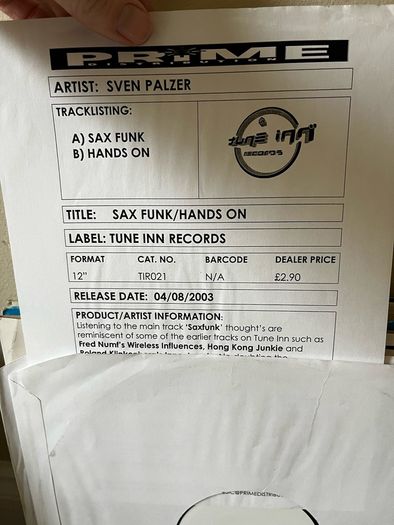 PRIME
DISTRIBUTION
ARTIST: SVEN PALZER
TRACKLISTING:
A) SAX FUNK
B) HANDS ON
tune inn
RECORDS
TITLE: SAX FUNK/HANDS ON
LABEL: TUNE INN RECORDS
FORMAT CAT. NO. BARCODE DEALER PRICE
12" TIR021 N/A £2.90
RELEASE DATE: 04/08/2003
PRODUCT/ARTIST INFORMATION:
Listening to the main track 'Saxfunk' thought's are
reminiscent of some of the earlier tracks on Tune Inn such as
Fred Numf's Wireless Influences, Hong Kong Junkie and